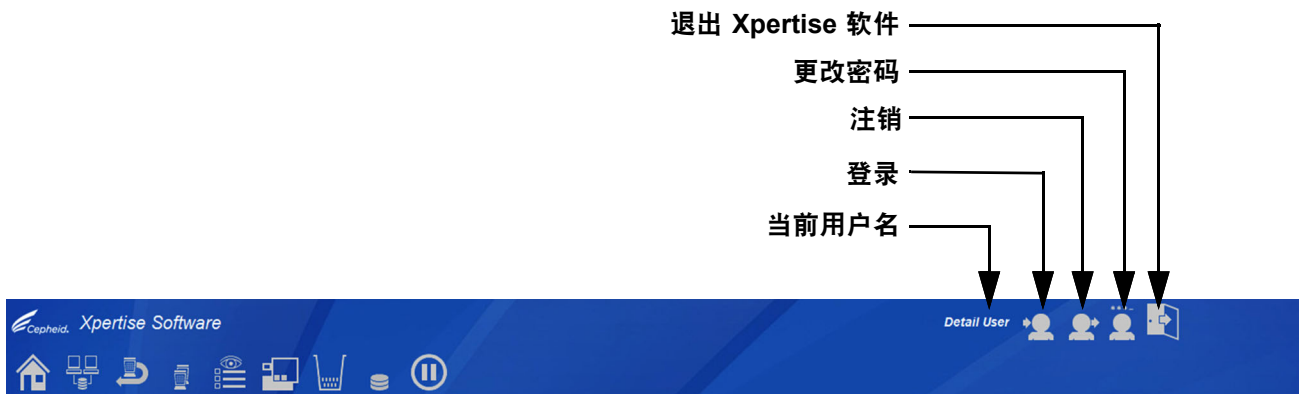 退出 Xpertise 软件
更改密码
注销
登录
当前用户名
Cepheid. Xpertise Software
Detail User